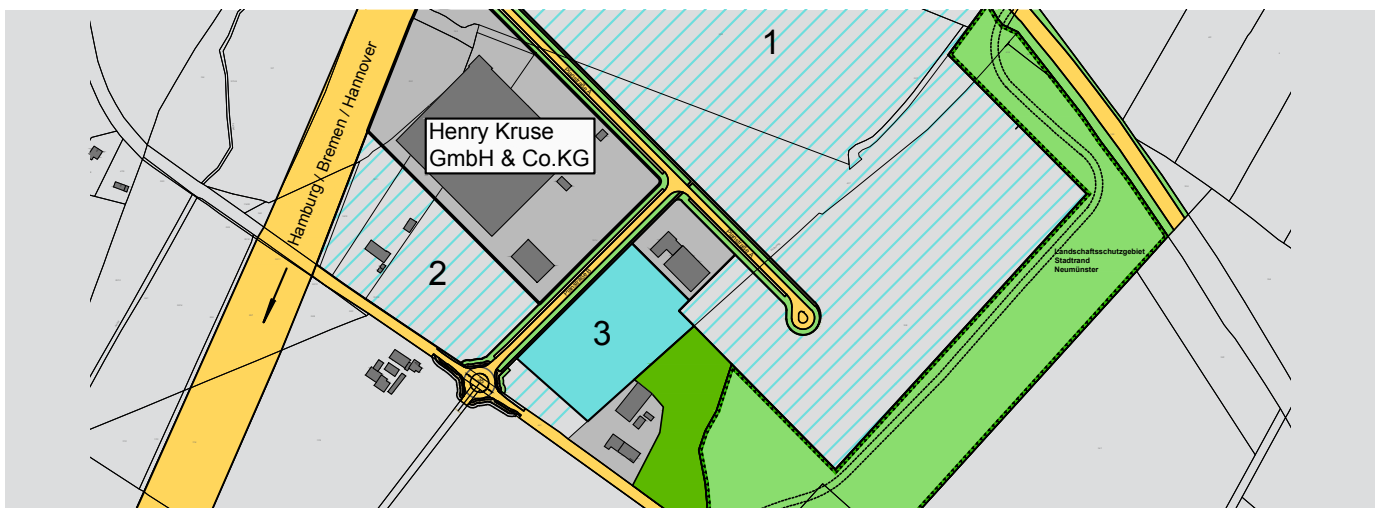 1
Hamburg / Bremen / Hannover
Henry Kruse
GmbH & Co.KG
2
3
Landschaftsschutzgebiet
Stadtrand
Neumünster